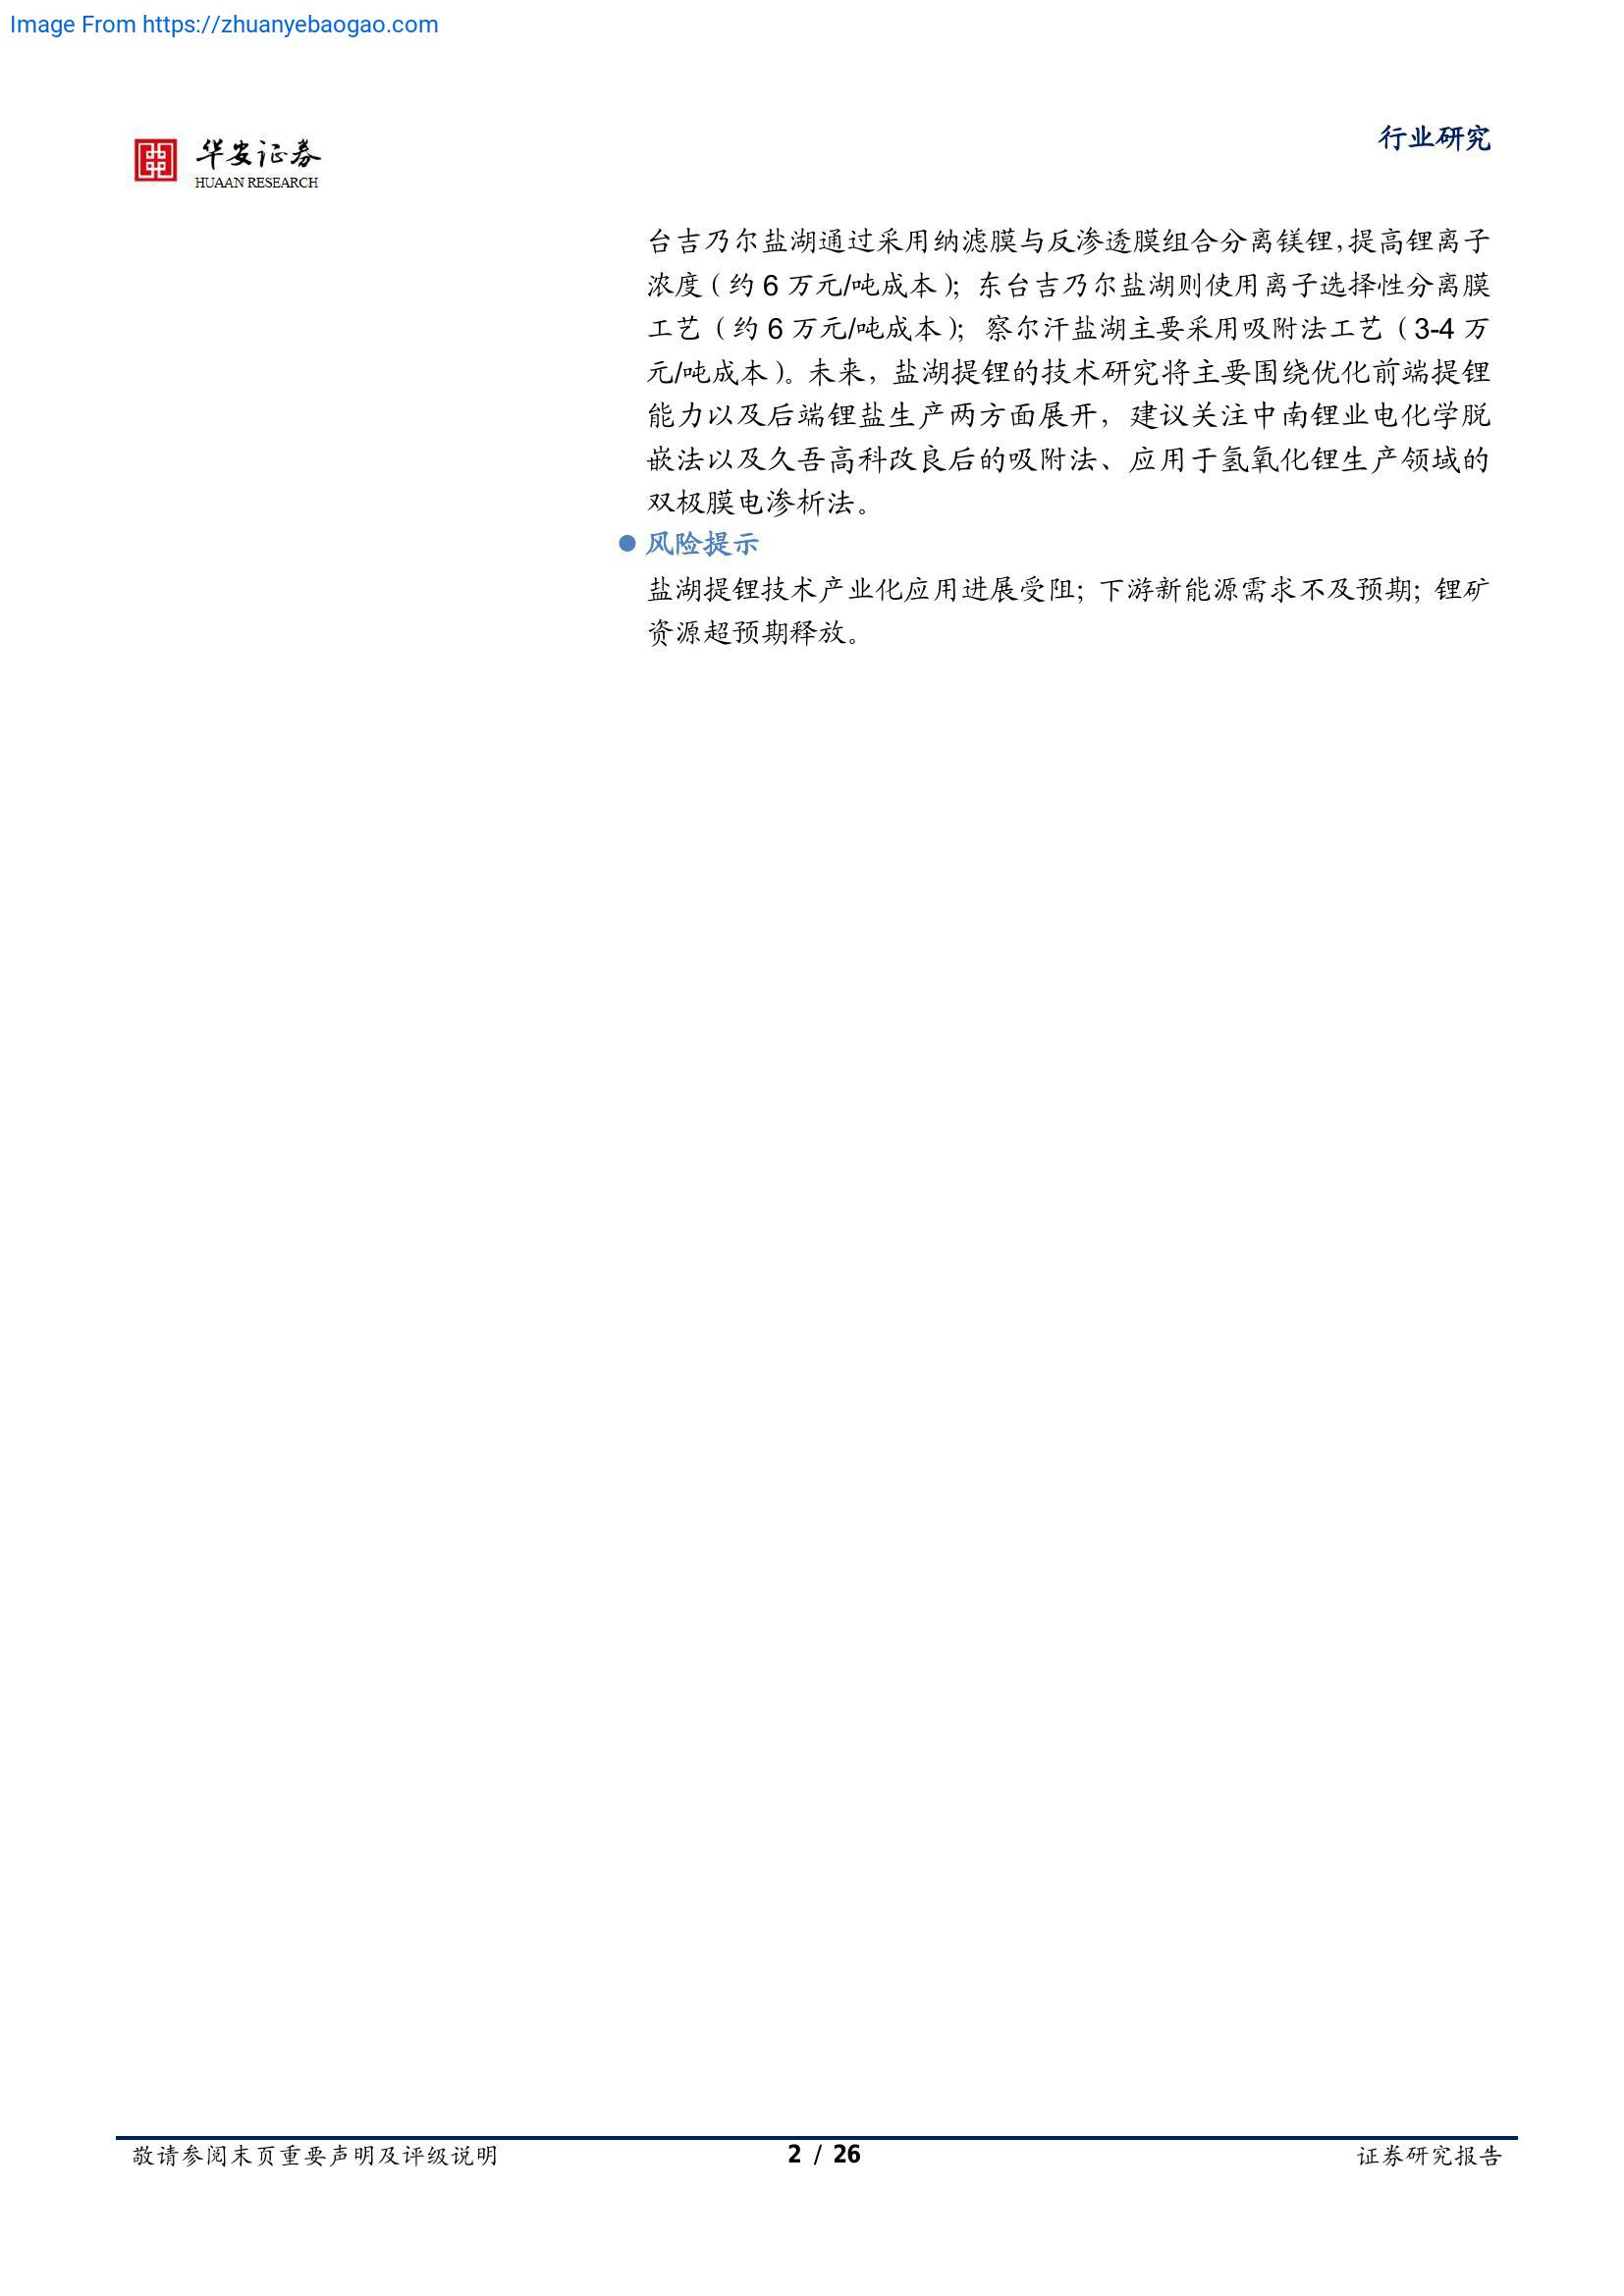 Image From https://zhuanyebaogao.com
华安证券
HUAAN RESEARCH
行业研究
台吉乃尔盐湖通过采用纳滤膜与反渗透膜组合分离镁锂，提高锂离子
浓度（约 6 万元/吨成本）；东台吉乃尔盐湖则使用离子选择性分离膜
工艺（约 6 万元/吨成本）；察尔汗盐湖主要采用吸附法工艺（3-4 万
元/吨成本）。未来，盐湖提锂的技术研究将主要围绕优化前端提锂
能力以及后端锂盐生产两方面展开，建议关注中南锂业电化学脱
嵌法以及久吾高科改良后的吸附法、应用于氢氧化锂生产领域的
双极膜电渗析法。
● 风险提示
盐湖提锂技术产业化应用进展受阻；下游新能源需求不及预期；锂矿
资源超预期释放。
敬请参阅末页重要声明及评级说明
2 / 26
证券研究报告